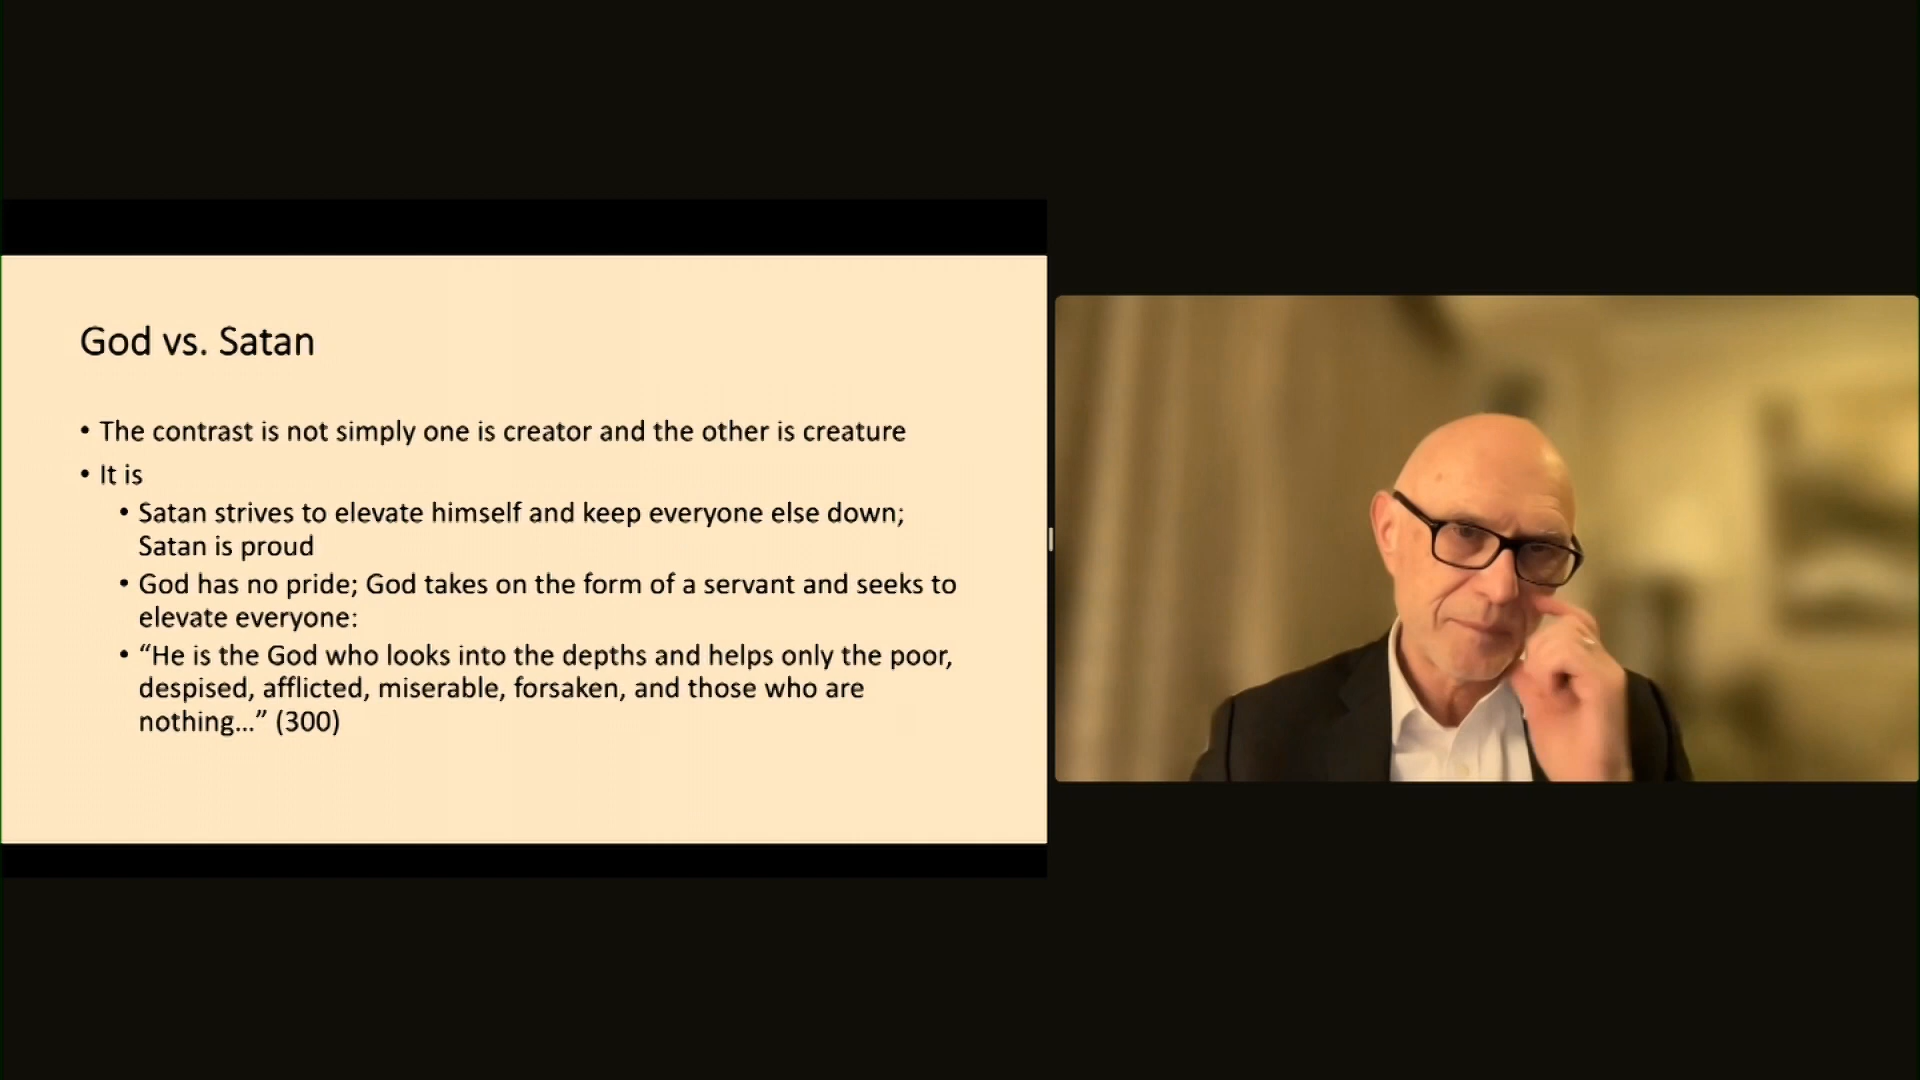 God vs. Satan
• The contrast is not simply one is creator and the other is creature
• It is
• Satan strives to elevate himself and keep everyone else down;
Satan is proud
• God has no pride; God takes on the form of a servant and seeks to
elevate everyone:
• “He is the God who looks into the depths and helps only the poor,
despised, afflicted, miserable, forsaken, and those who are
nothing…” (300)